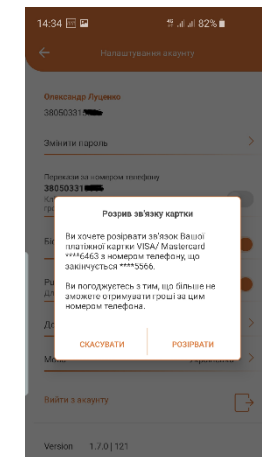 14:34
82%
Налаштування акаунту
Олександр Луценко
380503315
Змінити пароль
Перекази за номером телефону
38050331
Розрив зв'язку картки
Ви хочете розірвати зв'язок Вашої
платіжної картки VISA/ Mastercard
****6463 з номером телефону, що
закінчується ****5566.
Ви погоджуєтесь з тим, що більше не
зможете отримувати гроші за цим
номером телефона.
СКАСУВАТИ РОЗІРВАТИ
Вийти з акаунту
Version 1.7.0| 121